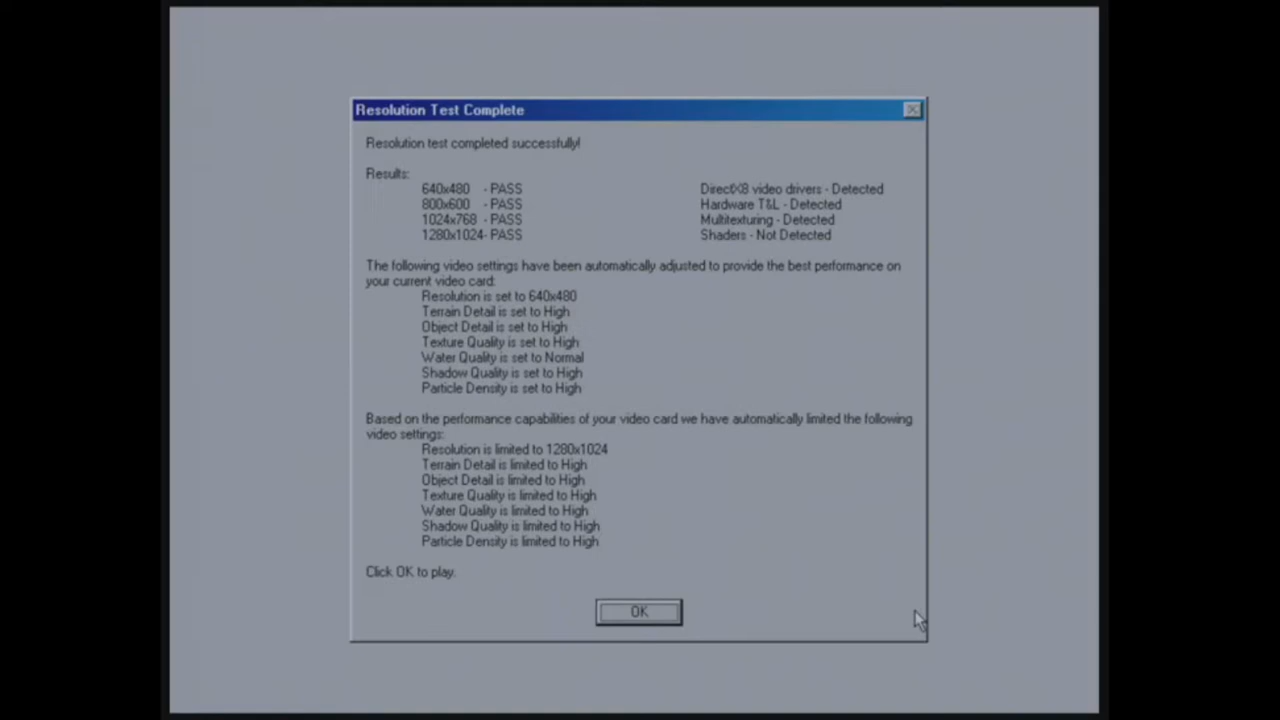 Resolution Test Complete
Resolution test completed successfully!
Results:
640x480 - PASS DirectX8 video drivers - Detected
800x600 - PASS Hardware T&L - Detected
1024x768 - PASS Multitexturing - Detected
1280x1024- PASS Shaders - Not Detected
The following video settings have been automatically adjusted to provide the best performance on
your current video card:
Resolution is set to 640x480
Terrain Detail is set to High
Object Detail is set to High
Texture Quality is set to High
Water Quality is set to Normal
Shadow Quality is set to High
Particle Density is set to High
Based on the performance capabilities of your video card we have automatically limited the following
video settings:
Resolution is limited to 1280x1024
Terrain Detail is limited to High
Object Detail is limited to High
Texture Quality is limited to High
Water Quality is limited to High
Shadow Quality is limited to High
Particle Density is limited to High
Click OK to play.
OK